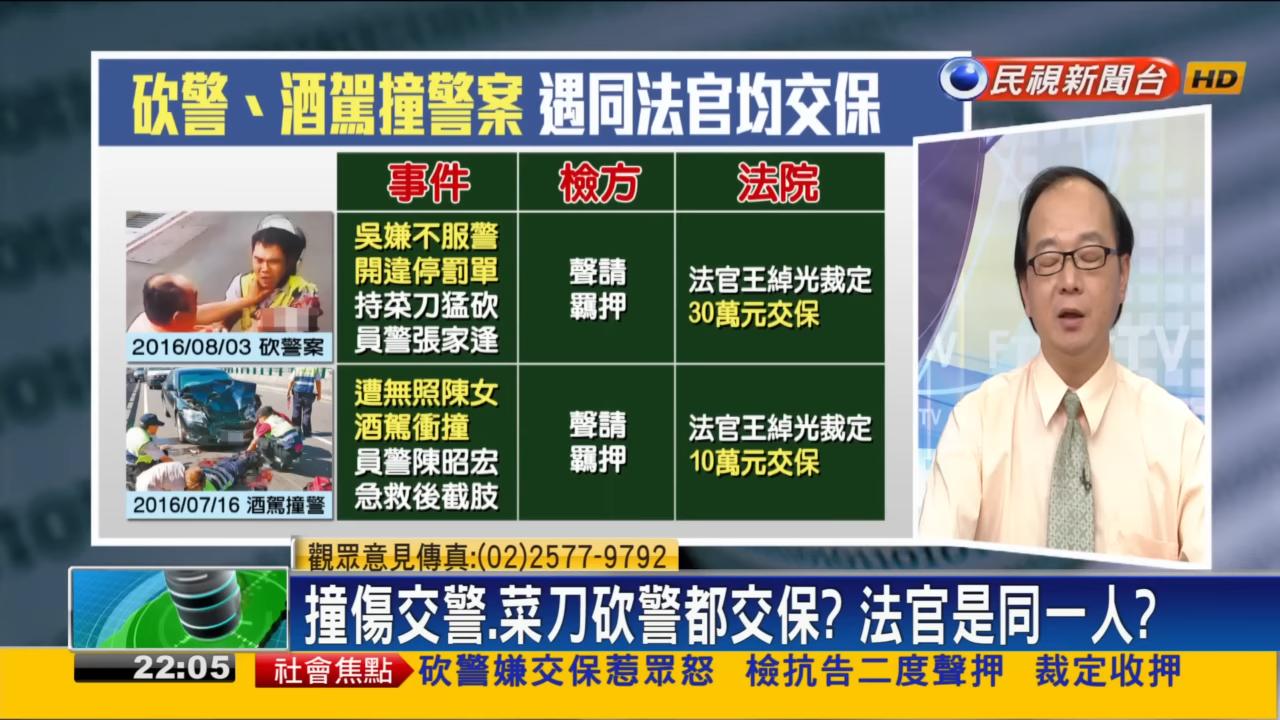 砍警、酒駕撞警案 遇同法官均交保
民視新聞台 HD
事件 檢方 法院
吳嫌不服警
開違停罰單
持菜刀猛砍
員警張家逢
聲請
羈押
法官王綽光裁定
30萬元交保
2016/08/03 砍警案
遭無照陳女
酒駕衝撞
員警陳昭宏
急救後截肢
聲請
羈押
法官王綽光裁定
10萬元交保
2016/07/16 酒駕撞警
觀眾意見傳真:(02)2577-9792
撞傷交警.菜刀砍警都交保? 法官是同一人?
22:05 社會焦點 砍警嫌交保惹眾怒 檢抗告二度聲押 裁定收押